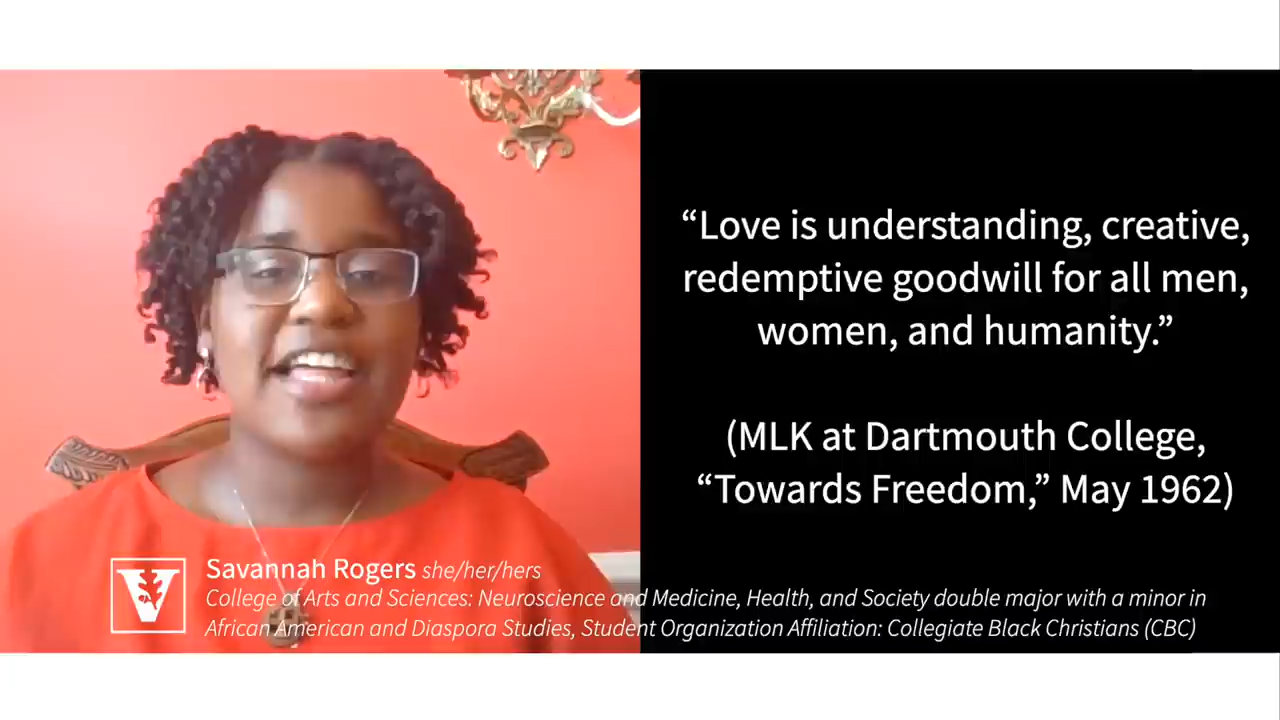 “Love is understanding, creative,
redemptive goodwill for all men,
women, and humanity.”
(MLK at Dartmouth College,
“Towards Freedom,” May 1962)
Savannah Rogers she/her/hers
College of Arts and Sciences: Neuroscience and Medicine, Health, and Society double major with a minor in
African American and Diaspora Studies, Student Organization Affiliation: Collegiate Black Christians (CBC)
V